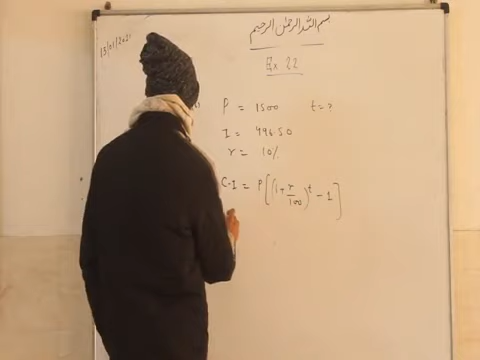 بسم الله الرحمن الرحيم
13/01/2021
Ex 22
P = 1500 t = ?
I = 496.50
r = 10%
C-I = P[(1+r/100)^t - 1]